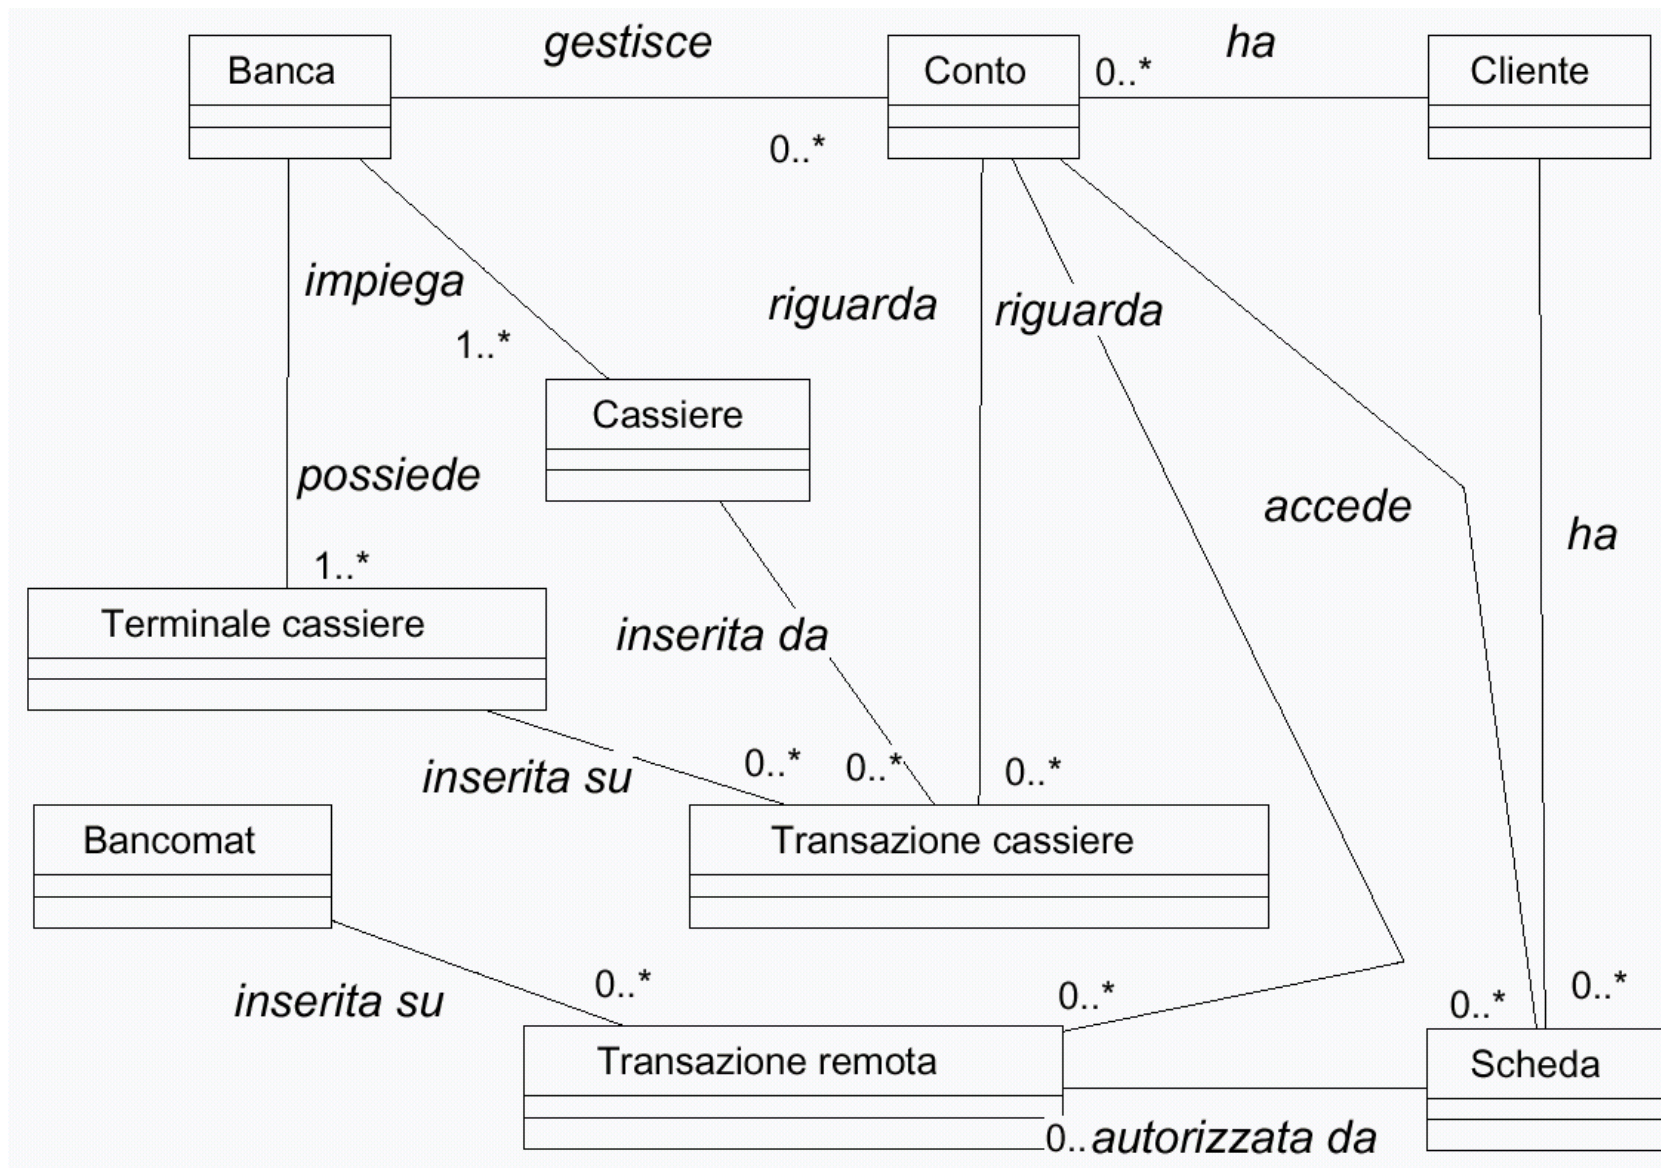 gestisce
ha
Banca
Conto
0..*
Cliente
0..*
impiega
riguarda
riguarda
1..*
Cassiere
possiede
accede
ha
1..*
Terminale cassiere
inserita da
inserita su
0..*
0..*
0..*
Bancomat
Transazione cassiere
inserita su
0..*
0..*
0..*
0..*
Transazione remota
Scheda
0..
autorizzata da